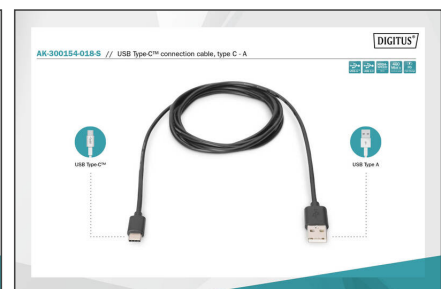 DIGITUS®
AK-300154-018-S // USB Type-C™ connection cable, type C - A
USB Type-C™
USB Type A